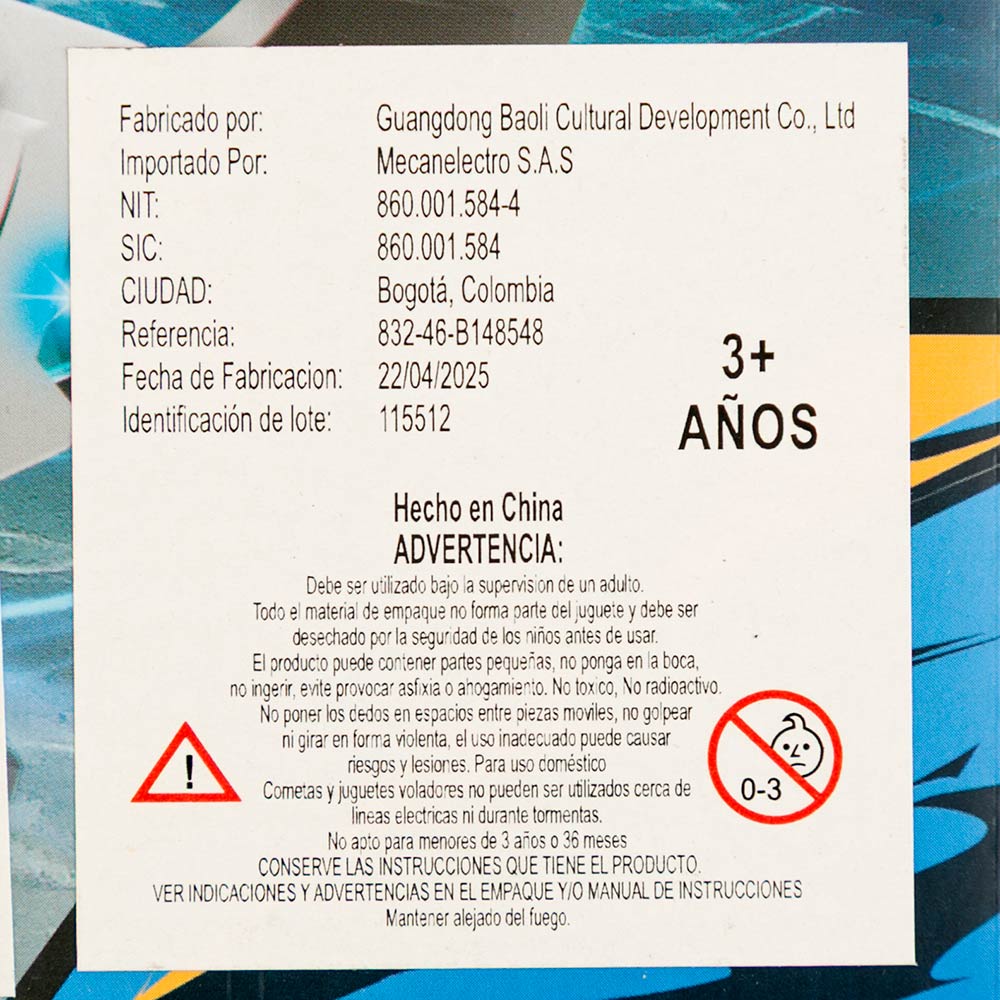 Fabricado por: Guangdong Baoli Cultural Development Co., Ltd
Importado Por: Mecanelectro S.A.S
NIT: 860.001.584-4
SIC: 860.001.584
CIUDAD: Bogotá, Colombia
Referencia: 832-46-B148548
Fecha de Fabricacion: 22/04/2025
Identificación de lote: 115512
3+
AÑOS
Hecho en China
ADVERTENCIA:
Debe ser utilizado bajo la supervision de un adulto.
Todo el material de empaque no forma parte del juguete y debe ser
desechado por la seguridad de los niños antes de usar.
El producto puede contener partes pequeñas, no ponga en la boca,
no ingerir, evite provocar asfixia o ahogamiento. No toxico, No radioactivo.
No poner los dedos en espacios entre piezas moviles, no golpear
ni girar en forma violenta, el uso inadecuado puede causar
riesgos y lesiones. Para uso doméstico
Cometas y juguetes voladores no pueden ser utilizados cerca de
lineas electricas ni durante tormentas.
No apto para menores de 3 años o 36 meses
CONSERVE LAS INSTRUCCIONES QUE TIENE EL PRODUCTO.
VER INDICACIONES Y ADVERTENCIAS EN EL EMPAQUE Y/O MANUAL DE INSTRUCCIONES
Mantener alejado del fuego.
!
0-3